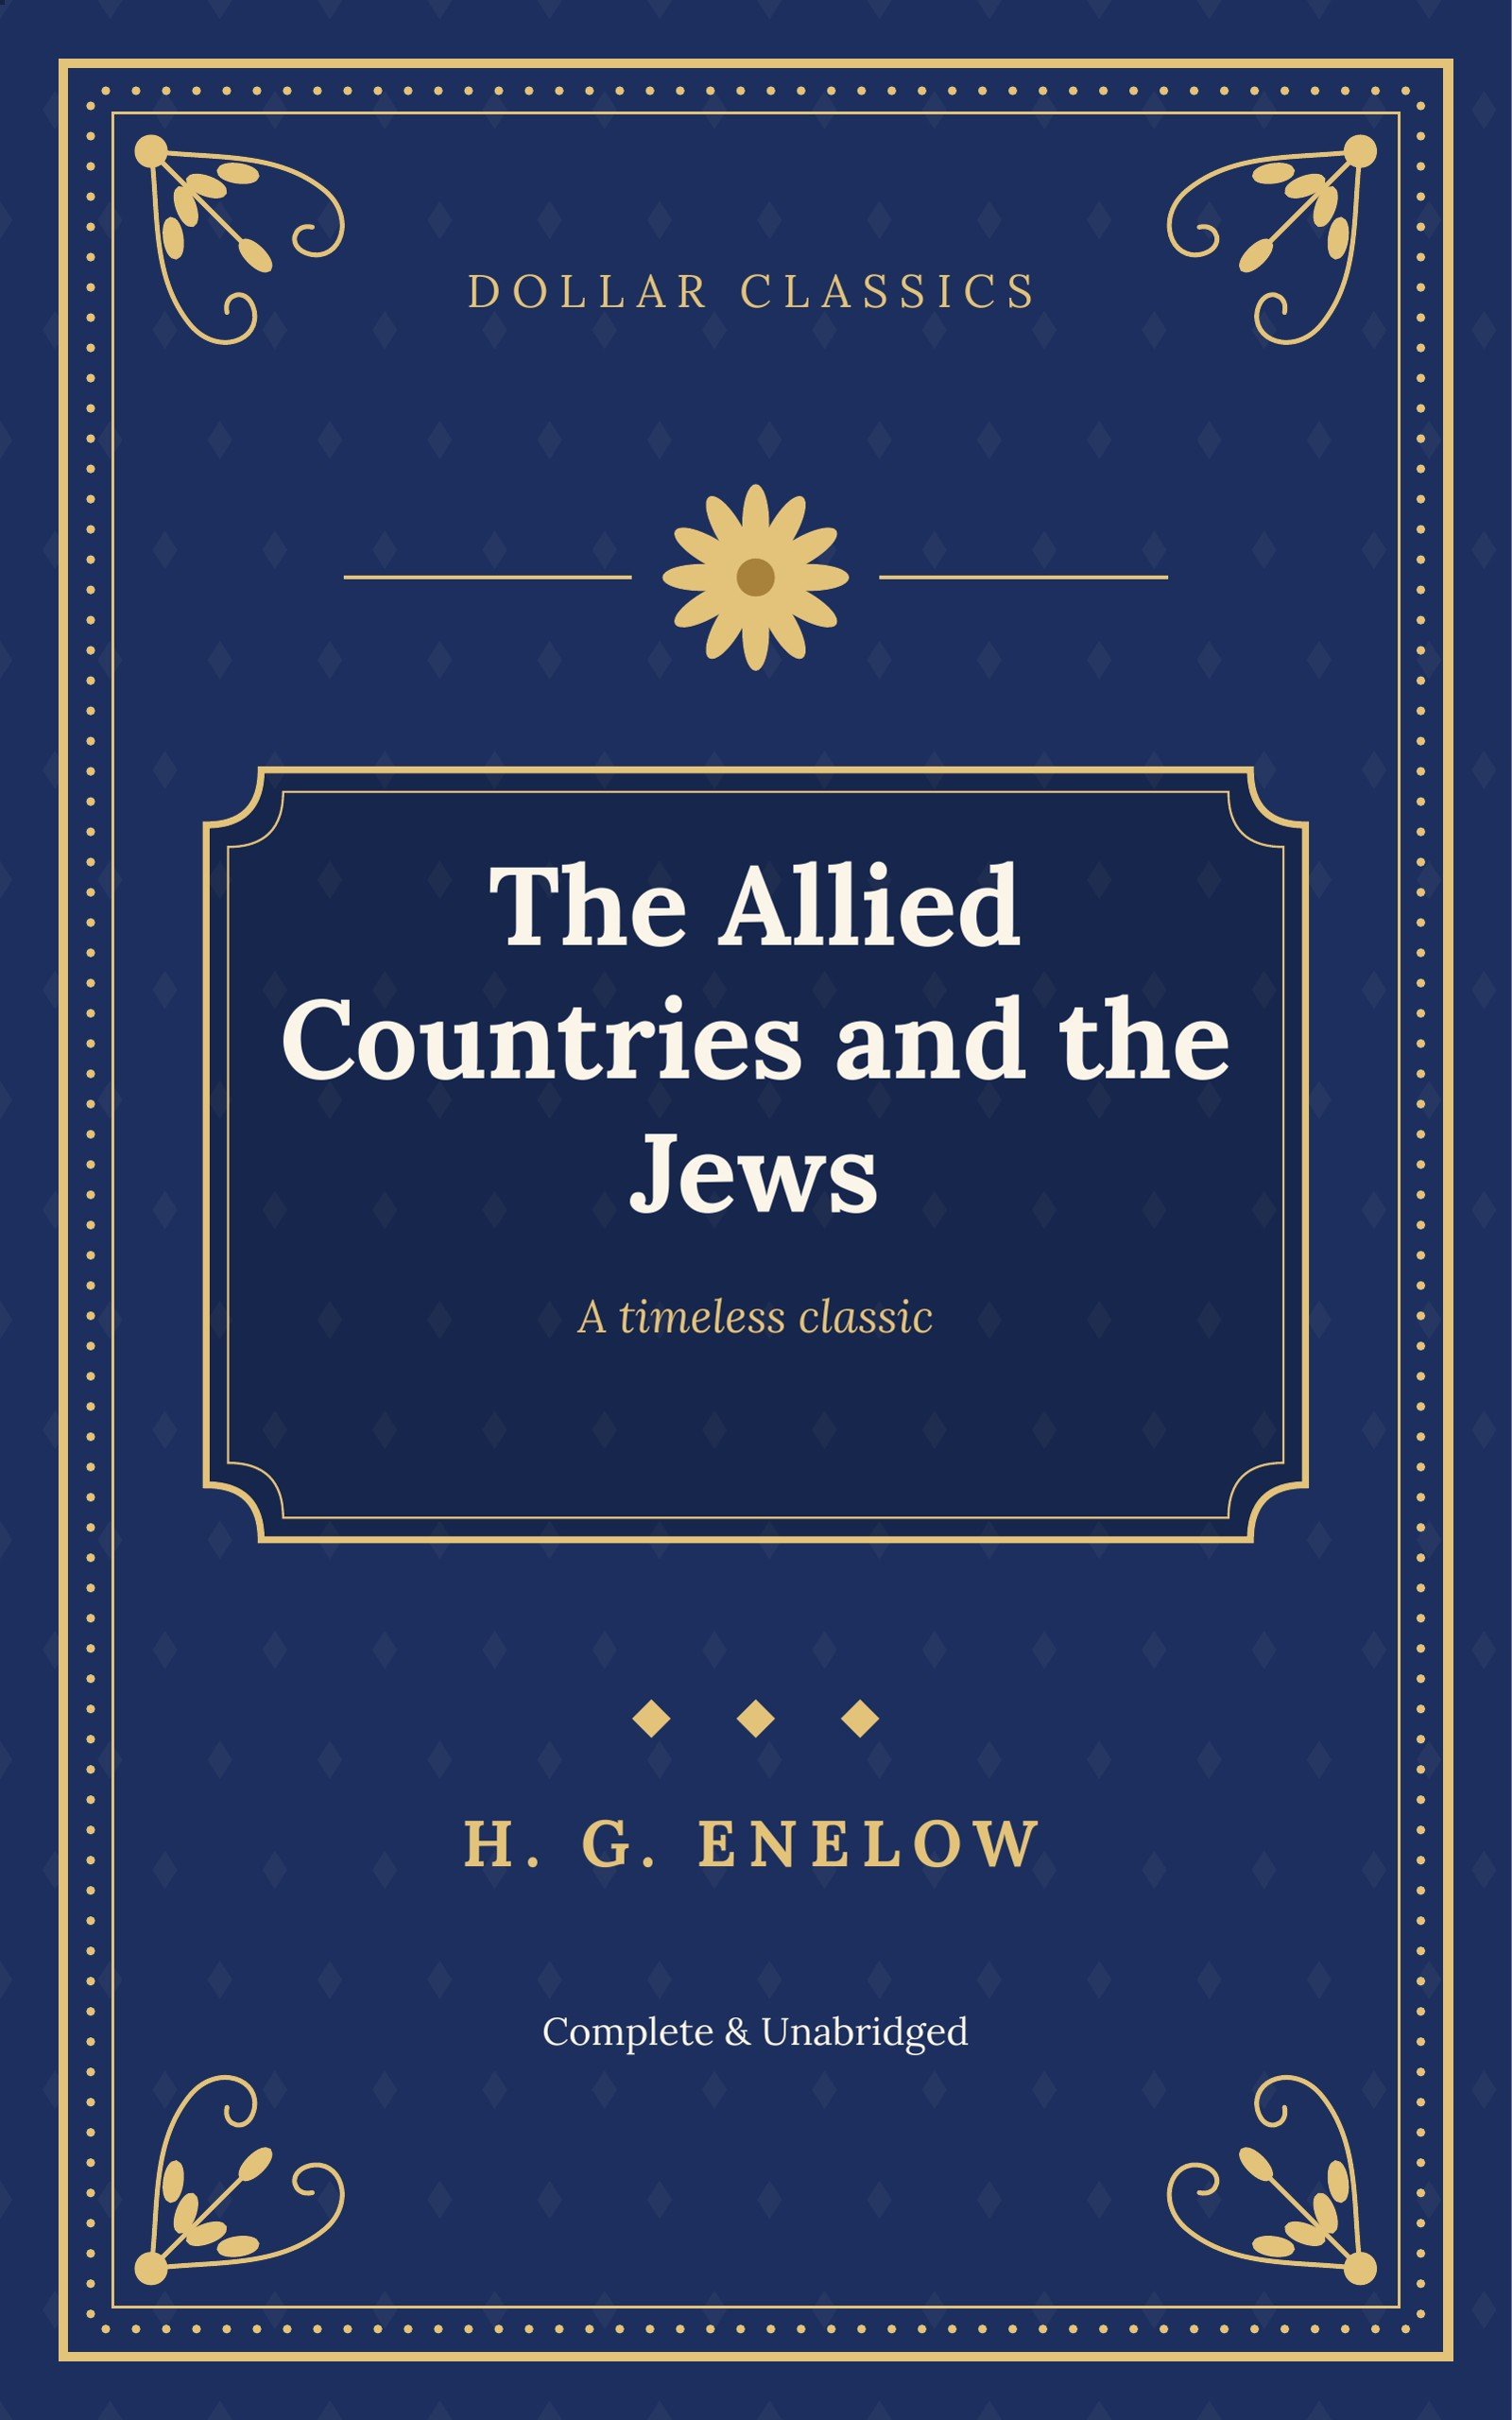 DOLLAR CLASSICS
The Allied
Countries and the
Jews
A timeless classic
H. G. ENELOW
Complete & Unabridged